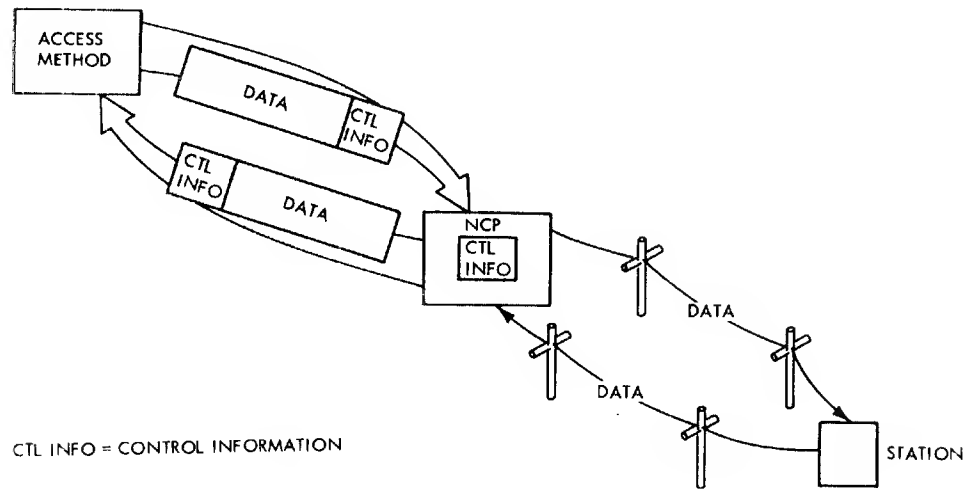 ACCESS
METHOD
DATA
CTL
INFO
CTL
INFO
DATA
NCP
CTL
INFO
DATA
DATA
STATION
CTL INFO = CONTROL INFORMATION